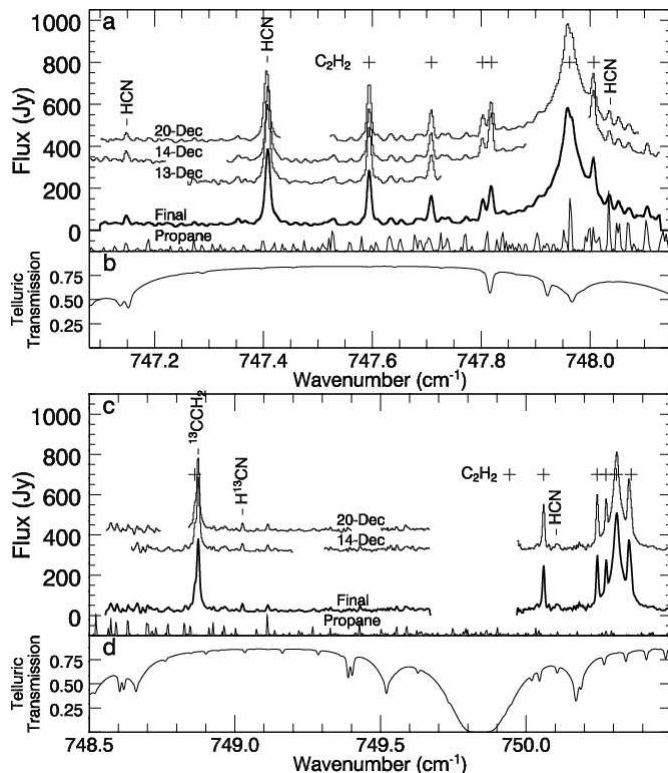 a
1000
800
600
400
200
0
Flux (Jy)
HCN
HCN
C₂H₂
HCN
20-Dec
14-Dec
13-Dec
Final
Propane
b
0.75
0.50
0.25
Telluric
Transmission
747.2 747.4 747.6 747.8 748.0
Wavenumber (cm⁻¹)
c
1000
800
600
400
200
0
Flux (Jy)
¹³CCH₂
H¹³CN
C₂H₂
HCN
20-Dec
14-Dec
Final
Propane
d
0.75
0.50
0.25
Telluric
Transmission
748.5 749.0 749.5 750.0
Wavenumber (cm⁻¹)